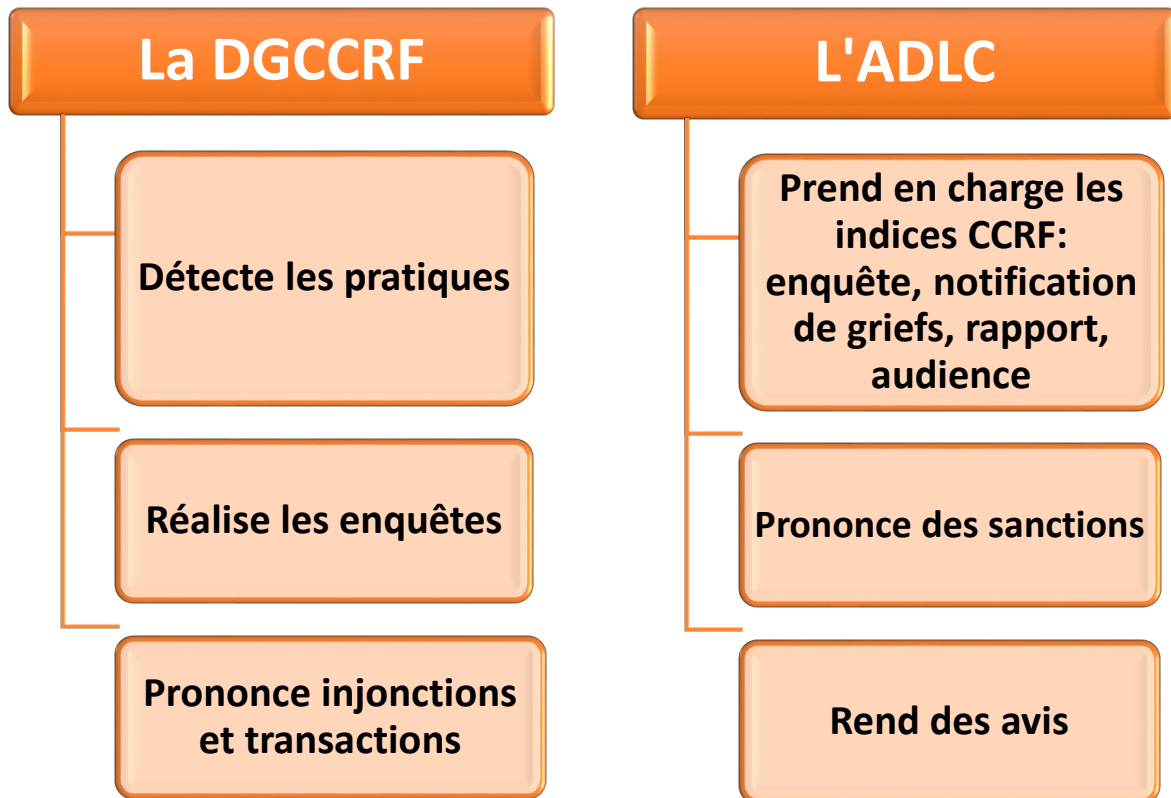 La DGCCRF
Détecte les pratiques
Réalise les enquêtes
Prononce injonctions
et transactions
L'ADLC
Prend en charge les
indices CCRF:
enquête, notification
de griefs, rapport,
audience
Prononce des sanctions
Rend des avis